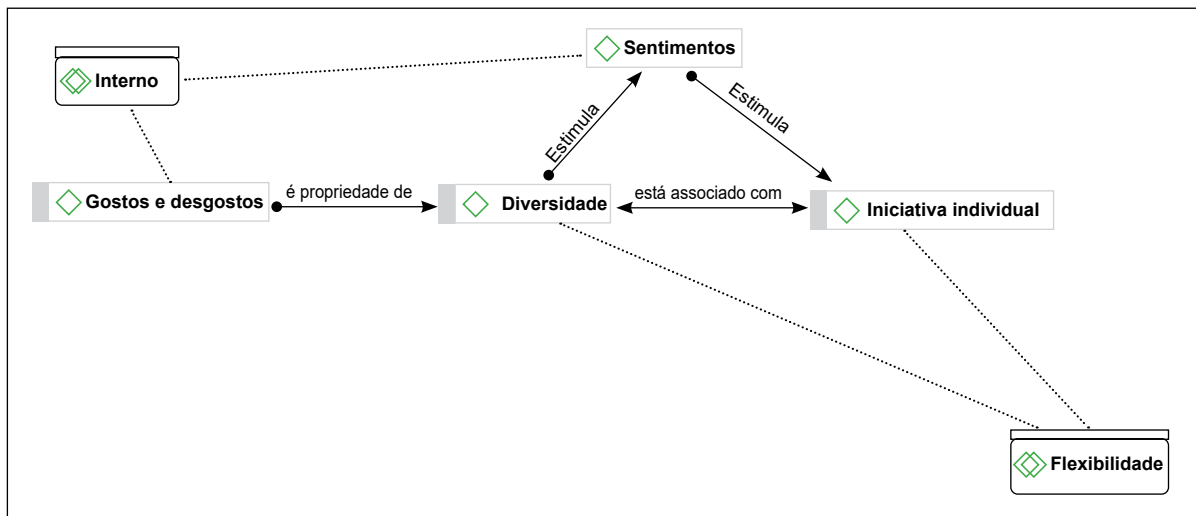 Sentimentos
Interno
Estimula
Estimula
Gostos e desgostos
é propriedade de
Diversidade
está associado com
Iniciativa individual
Flexibilidade